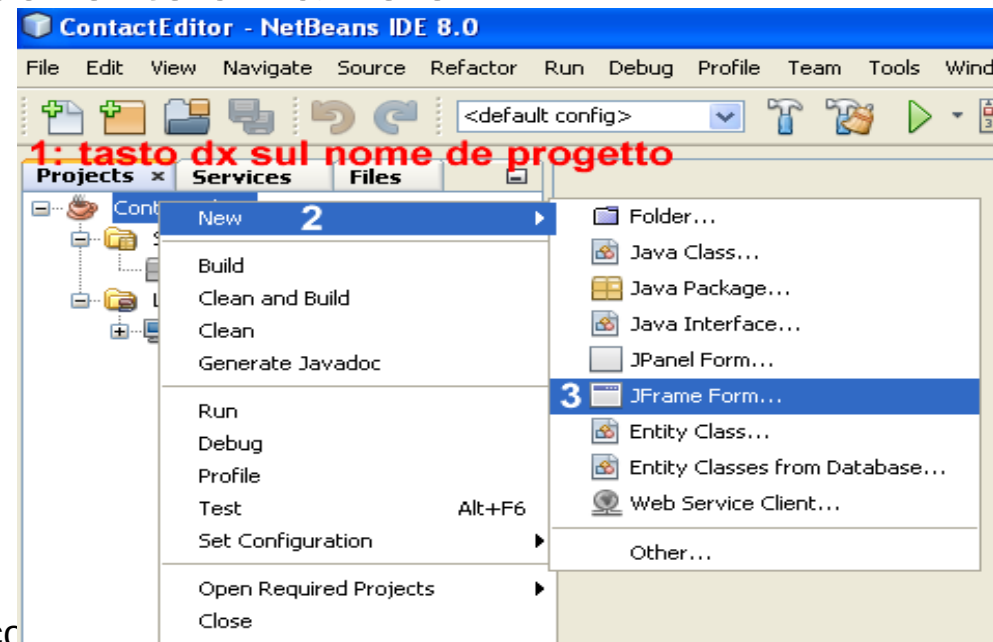 ContactEditor - NetBeans IDE 8.0
File Edit View Navigate Source Refactor Run Debug Profile Team Tools Wind
<default config>
1: tasto dx sul nome de progetto
Projects × Services Files
Cont
New 2
Build
Clean and Build
Clean
Generate Javadoc
Run
Debug
Profile
Test Alt+F6
Set Configuration
Open Required Projects
Close
Folder...
Java Class...
Java Package...
Java Interface...
JPanel Form...
3 JFrame Form...
Entity Class...
Entity Classes from Database...
Web Service Client...
Other...